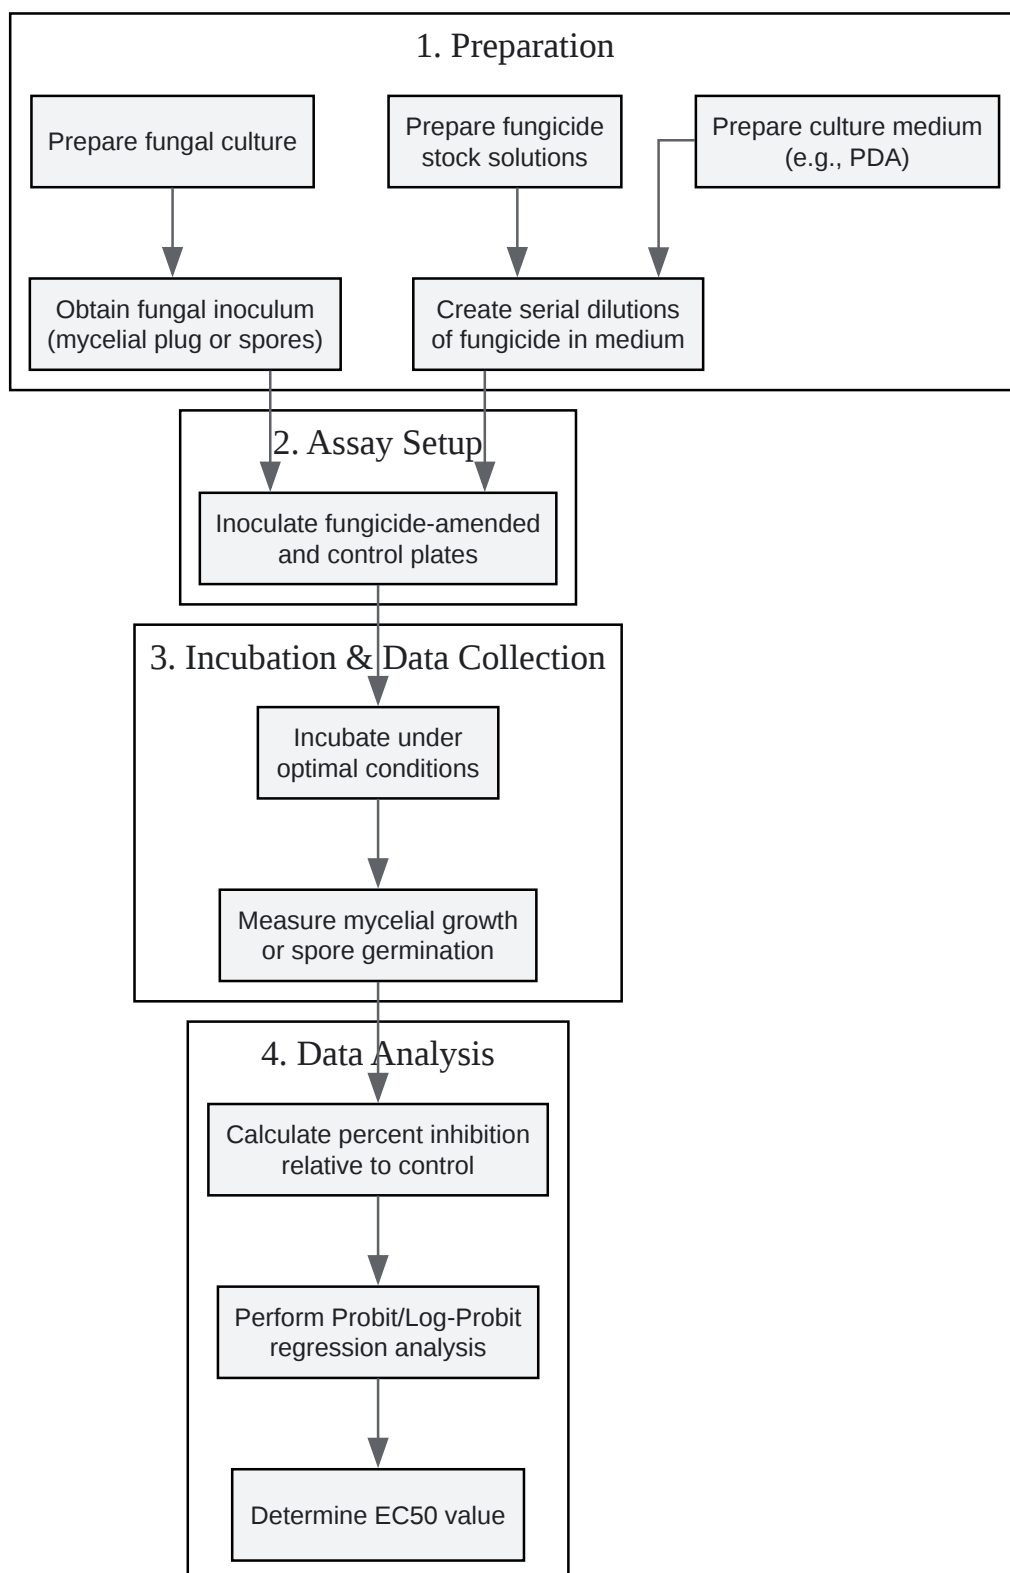 1. Preparation
Prepare fungal culture
Prepare fungicide
stock solutions
Prepare culture medium
(e.g., PDA)
Obtain fungal inoculum
(mycelial plug or spores)
Create serial dilutions
of fungicide in medium
2. Assay Setup
Inoculate fungicide-amended
and control plates
3. Incubation & Data Collection
Incubate under
optimal conditions
Measure mycelial growth
or spore germination
4. Data Analysis
Calculate percent inhibition
relative to control
Perform Probit/Log-Probit
regression analysis
Determine EC50 value